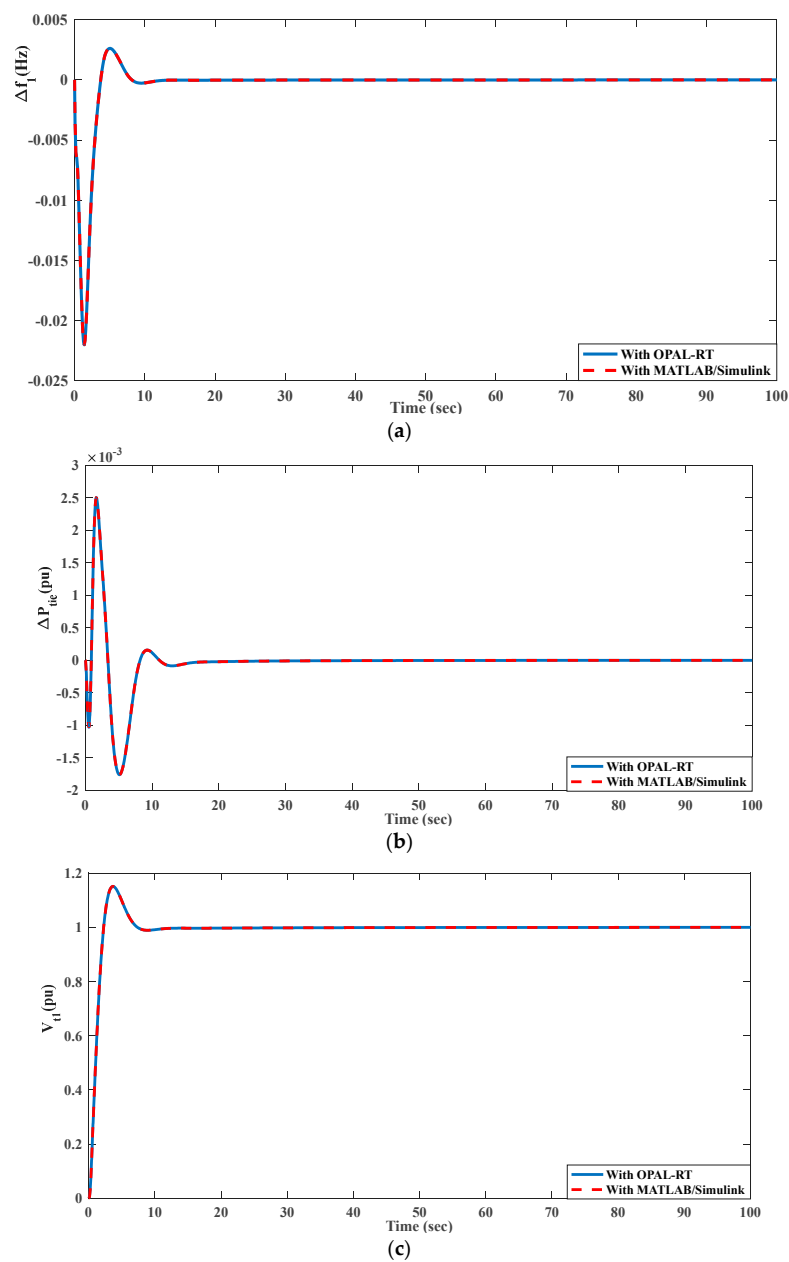 0.005
0
-0.005
-0.01
-0.015
-0.02
-0.025
Δf1(Hz)
With OPAL-RT
With MATLAB/Simulink
0 10 20 30 40 50 60 70 80 90 100
Time (sec)
(a)
×10-3
3
2.5
2
1.5
1
0.5
0
-0.5
-1
-1.5
-2
ΔPtie(pu)
With OPAL-RT
With MATLAB/Simulink
0 10 20 30 40 50 60 70 80 90 100
Time (sec)
(b)
1.2
1
0.8
0.6
0.4
0.2
0
Vt1(pu)
With OPAL-RT
With MATLAB/Simulink
0 10 20 30 40 50 60 70 80 90 100
Time (sec)
(c)